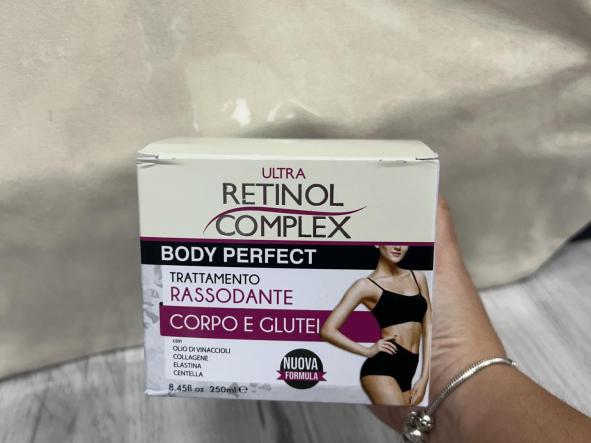 ULTRA
RETINOL
COMPLEX
BODY PERFECT
TRATTAMENTO
RASSODANTE
CORPO E GLUTEI
con
OLIO DI VINACCIOLI
COLLAGENE
ELASTINA
CENTELLA
NUOVA
FORMULA
8.45fl oz 250ml ℮